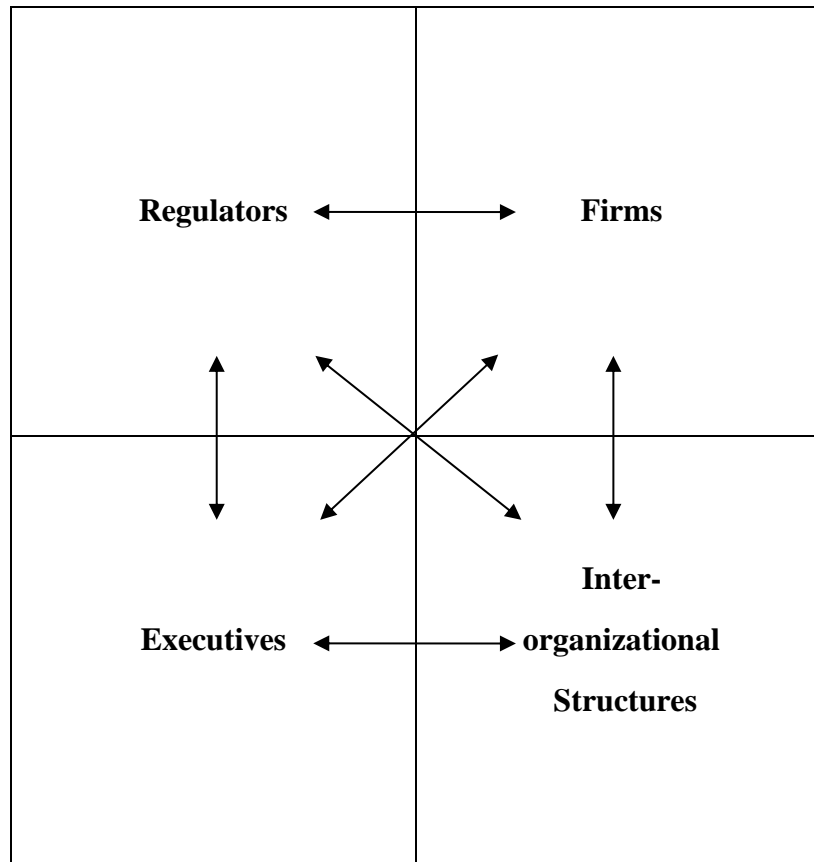 Regulators
Firms
Executives
Inter-
organizational
Structures